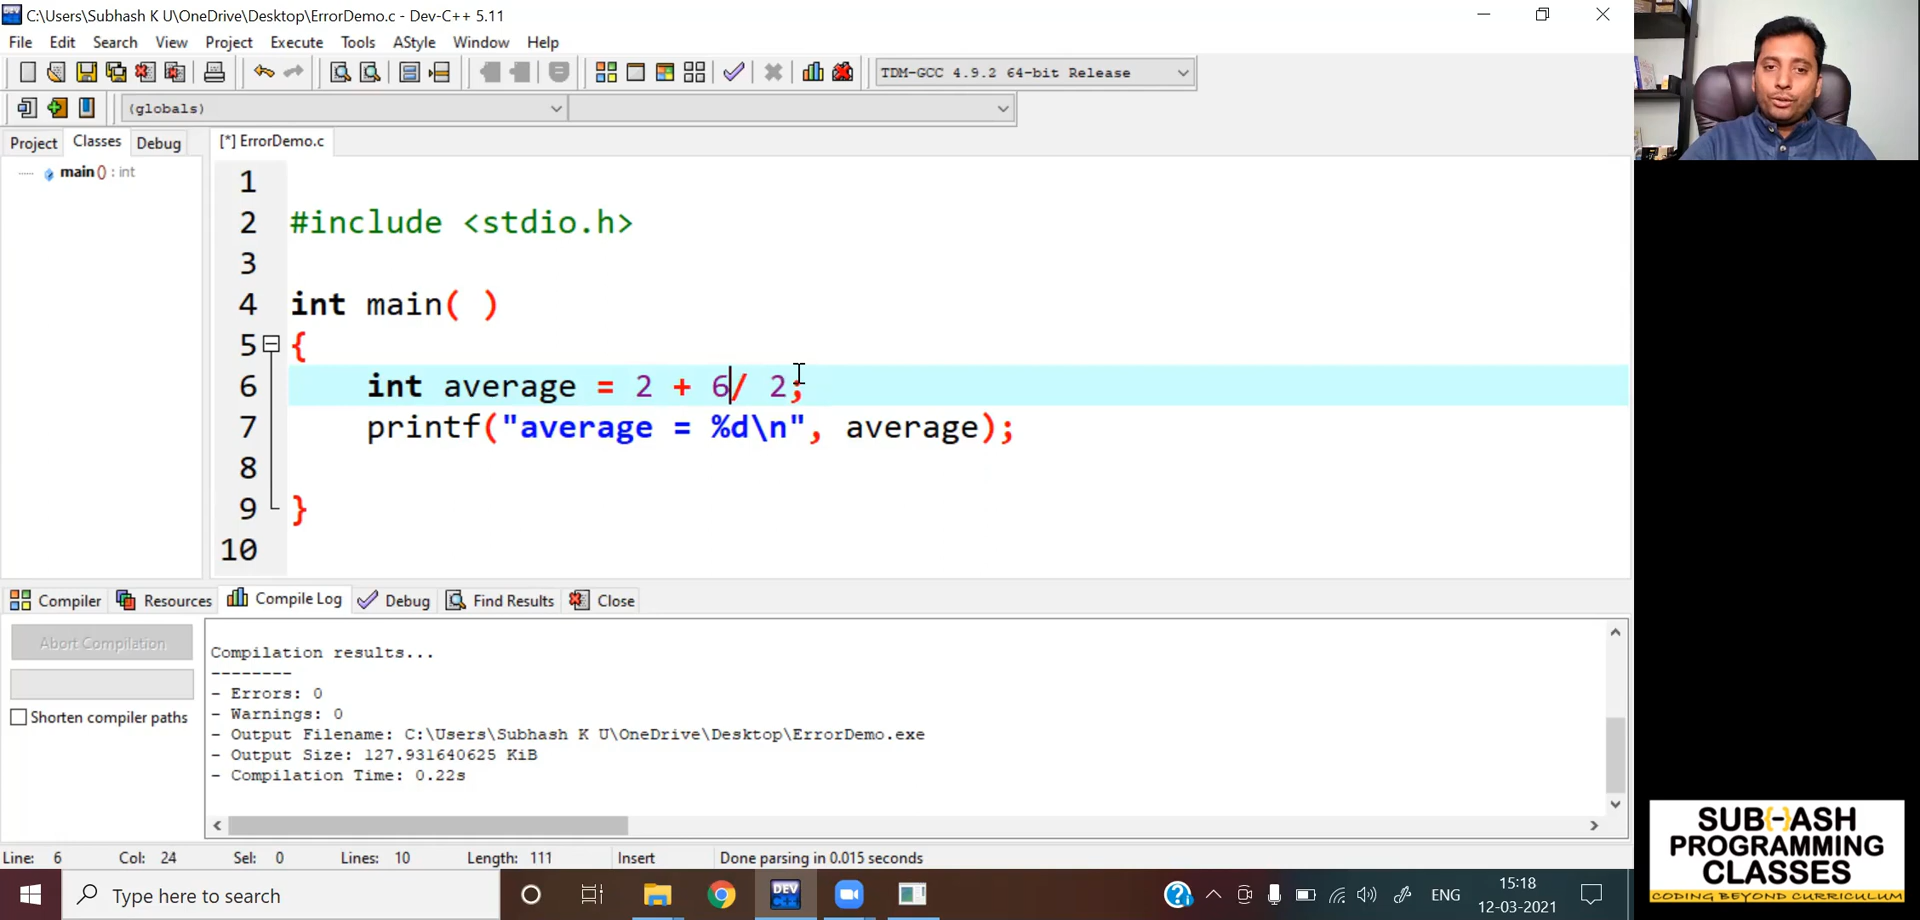 C:\Users\Subhash K U\OneDrive\Desktop\ErrorDemo.c - Dev-C++ 5.11
File Edit Search View Project Execute Tools AStyle Window Help
TDM-GCC 4.9.2 64-bit Release
(globals)
Project Classes Debug [*] ErrorDemo.c
main () : int
1
2 #include <stdio.h>
3
4 int main( )
5 {
6 int average = 2 + 6/ 2;
7 printf("average = %d\n", average);
8
9 }
10
Compiler Resources Compile Log Debug Find Results Close
Abort Compilation
Shorten compiler paths
Compilation results...
--------
- Errors: 0
- Warnings: 0
- Output Filename: C:\Users\Subhash K U\OneDrive\Desktop\ErrorDemo.exe
- Output Size: 127.931640625 KiB
- Compilation Time: 0.22s
Line: 6 Col: 24 Sel: 0 Lines: 10 Length: 111 Insert Done parsing in 0.015 seconds
Type here to search
DEV C++
ENG
15:18
12-03-2021
SUB{-}ASH
PROGRAMMING
CLASSES
CODING BEYOND CURRICULUM